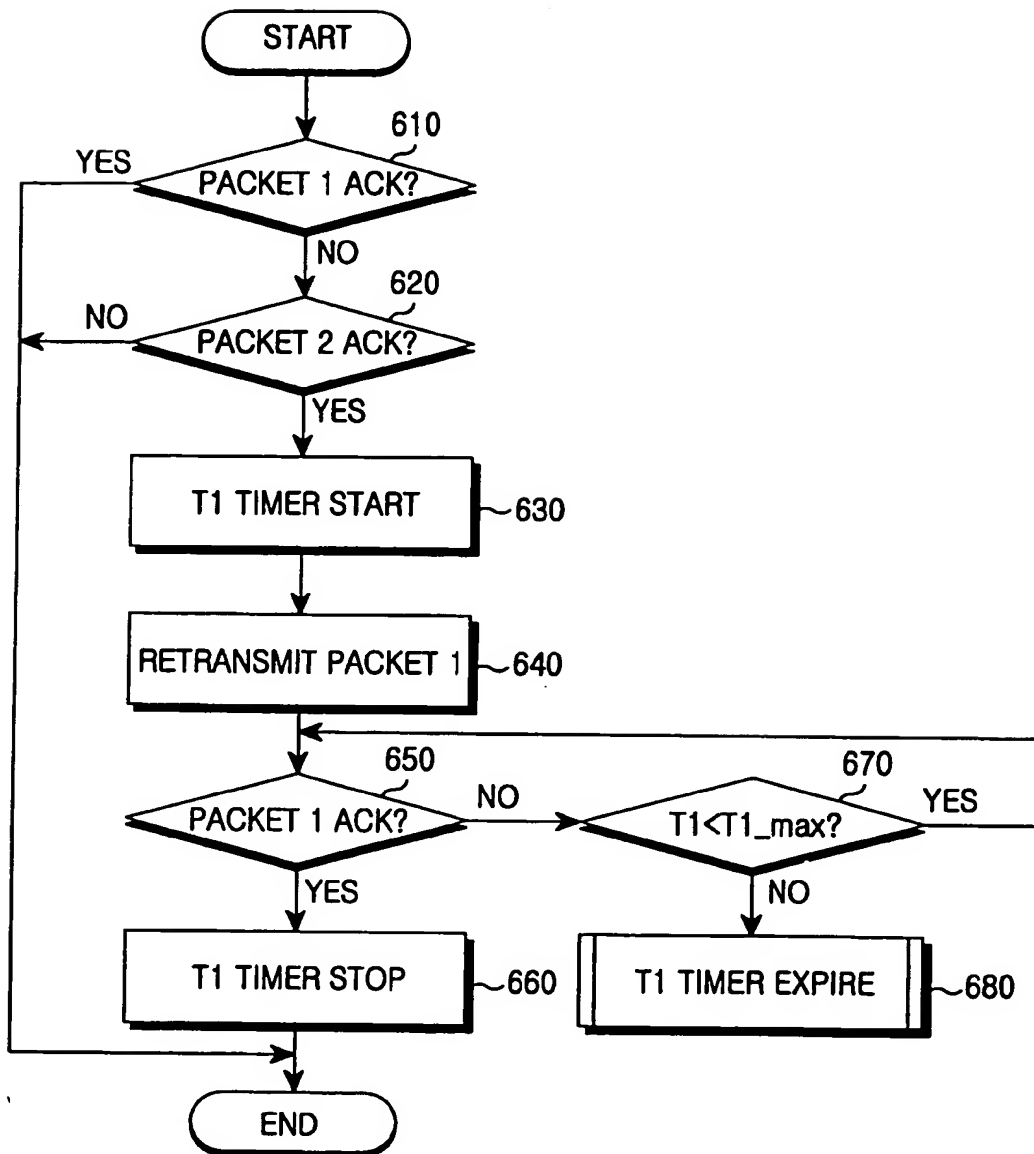 START
610
YES
PACKET 1 ACK?
NO
620
NO
PACKET 2 ACK?
YES
T1 TIMER START
630
RETRANSMIT PACKET 1
640
650
670
PACKET 1 ACK?
NO
T1<T1_max?
YES
YES
NO
T1 TIMER STOP
660
T1 TIMER EXPIRE
680
END